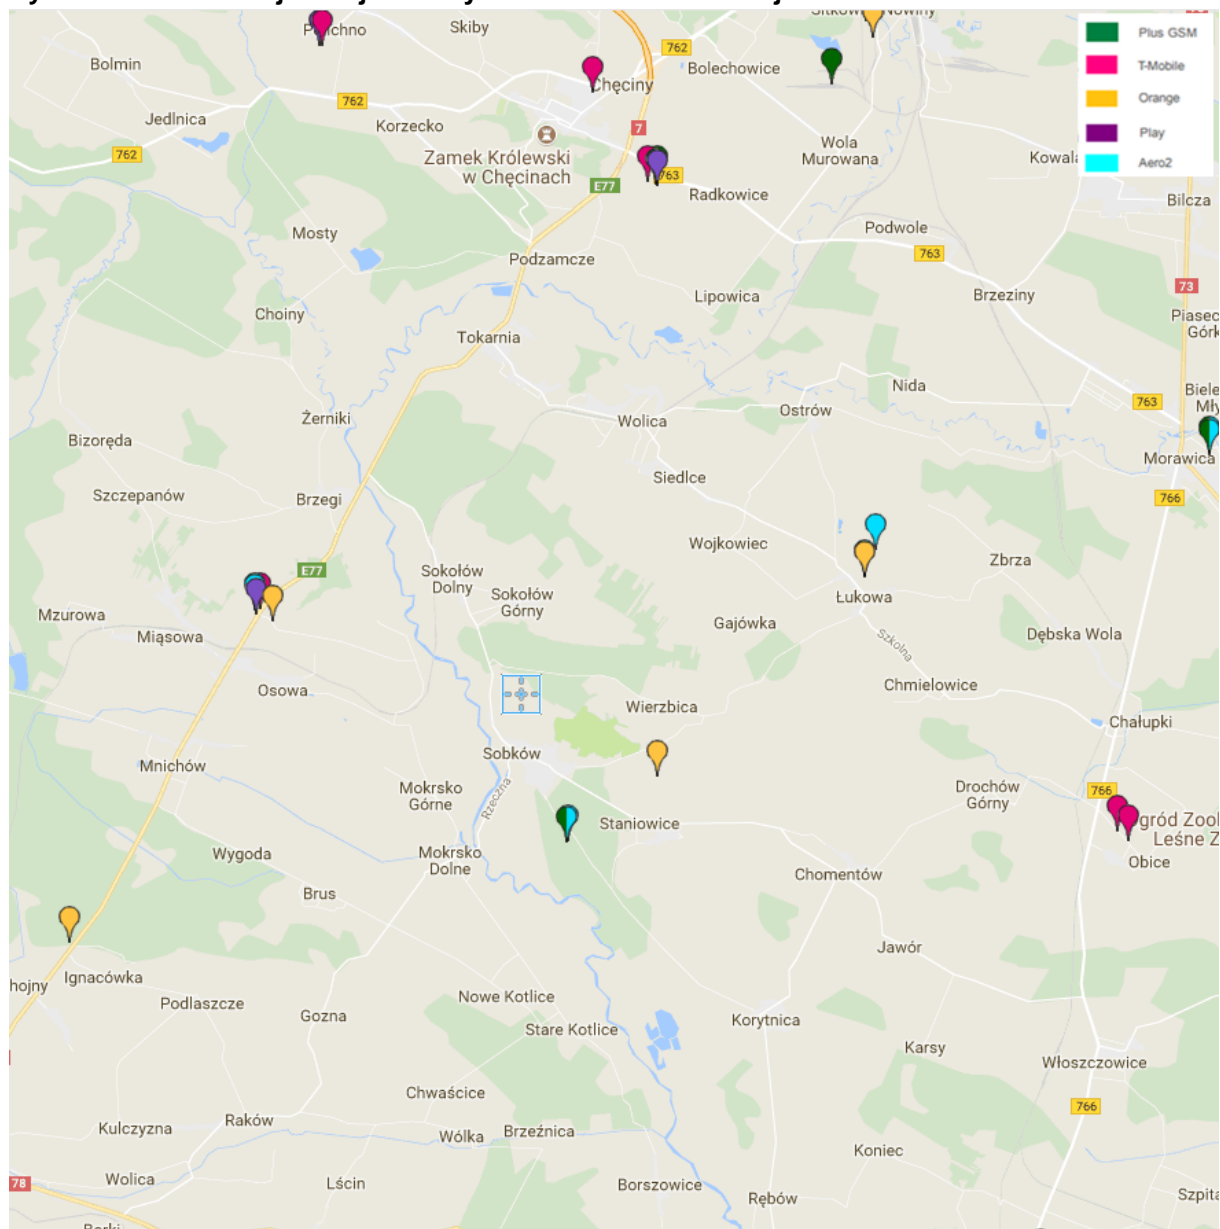 Skiby
Bolmin
762
Bolechowice
Chęciny
Plus GSM
T-Mobile
Orange
Play
Aero2
Jedlnica
762
Korzecko
7
Wola
Murowana
762
Zamek Królewski
w Chęcinach
E77
763
Radkowice
Bilcza
Mosty
Podwole
Podzamcze
763
Lipowica
Brzeziny
73
Choiny
Tokarnia
Nida
763
Żerniki
Wolica
Ostrów
Bizoręda
Morawica
Siedlce
Szczepanów
Brzegi
766
Wojkowiec
Zbrza
E77
Sokołów
Dolny
Sokołów
Górny
Łukowa
Mzurowa
Miąsowa
Gajówka
Szkolna
Dębska Wola
Osowa
Chmielowice
Wierzbica
Chałupki
Sobków
Mnichów
Mokrsko
Górne
Rzeczna
Drochów
Górny
766
Staniowice
Leśne Z
Wygoda
Mokrsko
Dolne
Obice
Chomentów
Brus
Jawór
Ignacówka
hojny
Podlaszcze
Nowe Kotlice
Gozna
Stare Kotlice
Korytnica
Karsy
Włoszczowice
Chwaścice
766
Kulczyzna
Raków
Wólka
Brzeźnica
Koniec
78
Wolica
Lścin
Borszowice
Rębów
Szpita